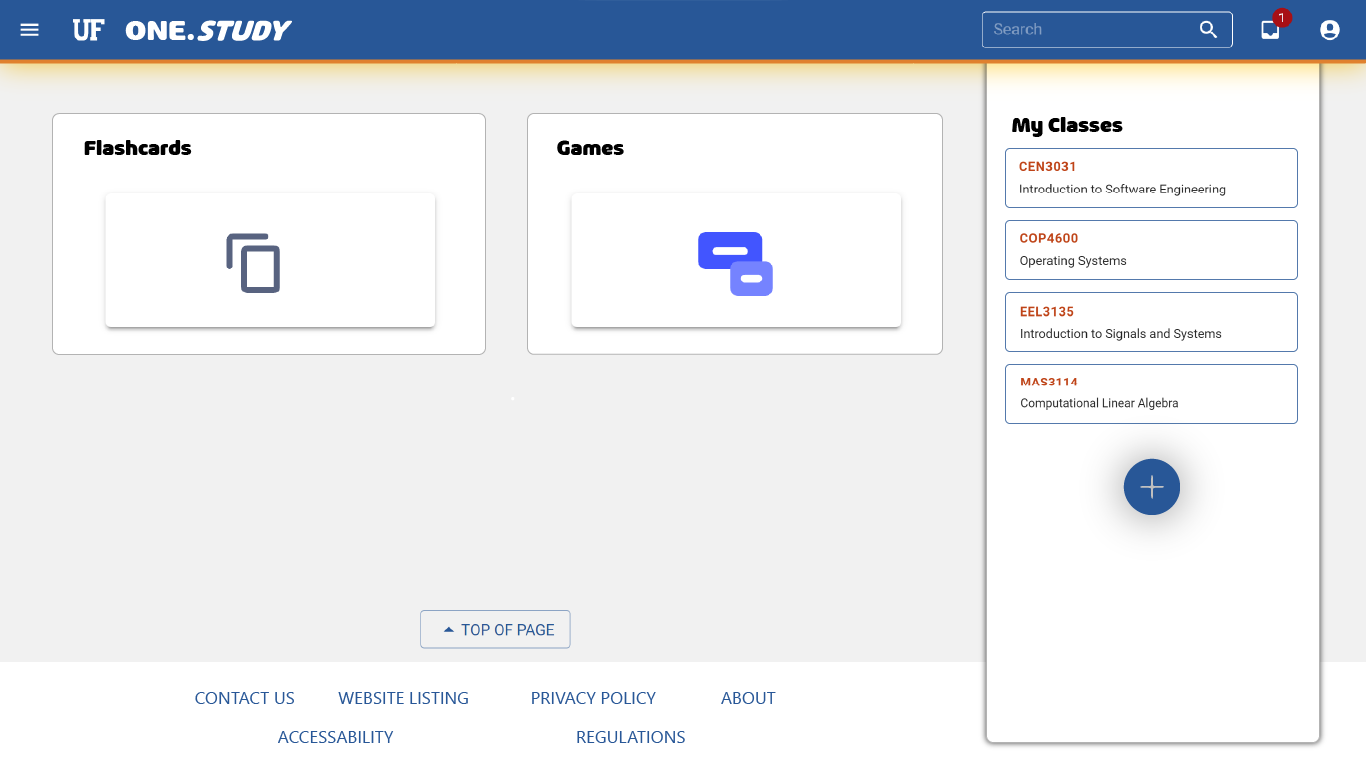 UF ONE.STUDY
Search
1
Flashcards
Games
My Classes
CEN3031
Introduction to Software Engineering
COP4600
Operating Systems
EEL3135
Introduction to Signals and Systems
MAS3114
Computational Linear Algebra
TOP OF PAGE
CONTACT US WEBSITE LISTING PRIVACY POLICY ABOUT
ACCESSABILITY REGULATIONS